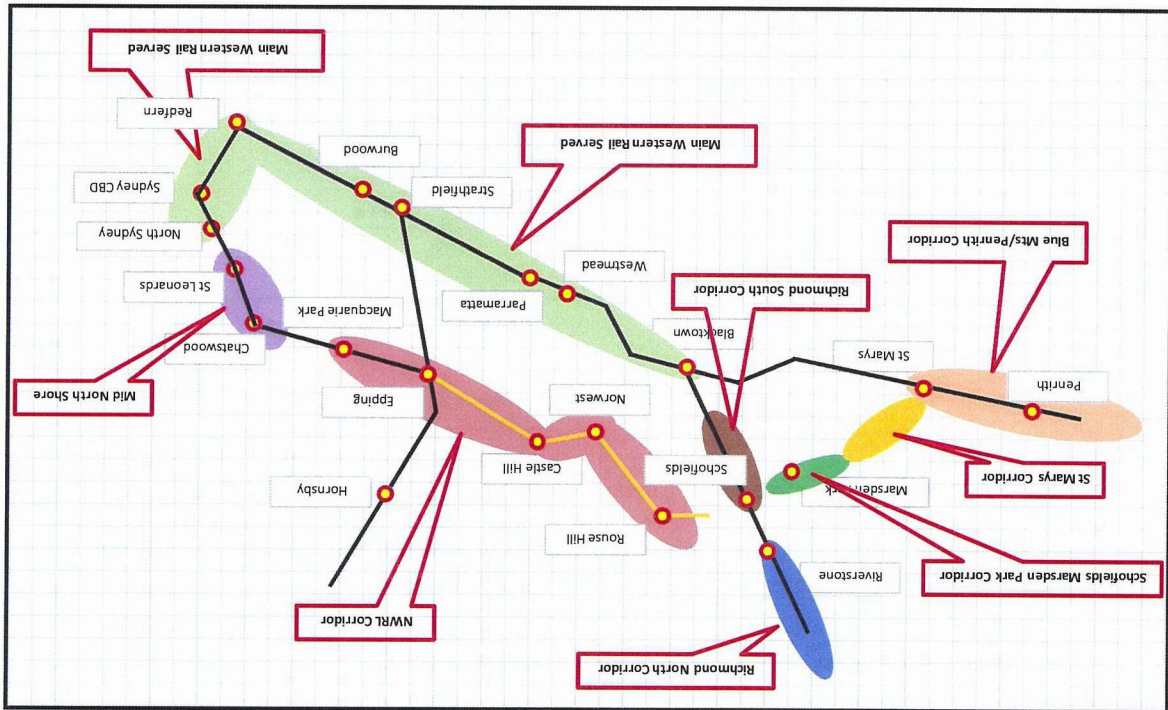 Richmond North Corridor
NWRL Corridor
Schofields Marsden Park Corridor
Riverstone
Rouse Hill
Marsden Park
Hornsby
St Marys Corridor
Schofields
Castle Hill
Norwest
Epping
Mid North Shore
Penrith
St Marys
Chatswood
Blacktown
Macquarie Park
Parramatta
Richmond South Corridor
St Leonards
Westmead
Blue Mts/Penrith Corridor
North Sydney
Strathfield
Sydney CBD
Burwood
Main Western Rail Served
Redfern
Main Western Rail Served